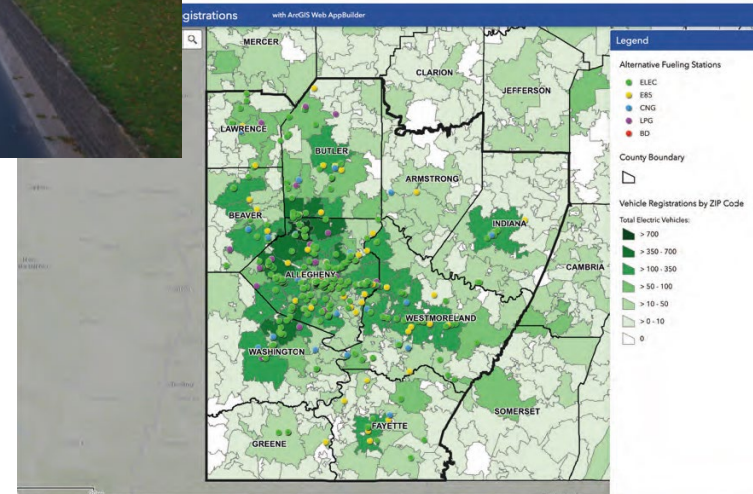 gistrations
with ArcGIS Web AppBuilder
Legend
Alternative Fueling Stations
ELEC
E85
CNG
LPG
BD
County Boundary
Vehicle Registrations by ZIP Code
Total Electric Vehicles:
> 700
> 350 - 700
> 100 - 350
> 50 - 100
> 10 - 50
> 0 - 10
0
MERCER
CLARION
JEFFERSON
LAWRENCE
BUTLER
ARMSTRONG
BEAVER
INDIANA
CAMBRIA
ALLEGHENY
WESTMORELAND
WASHINGTON
SOMERSET
FAYETTE
GREENE